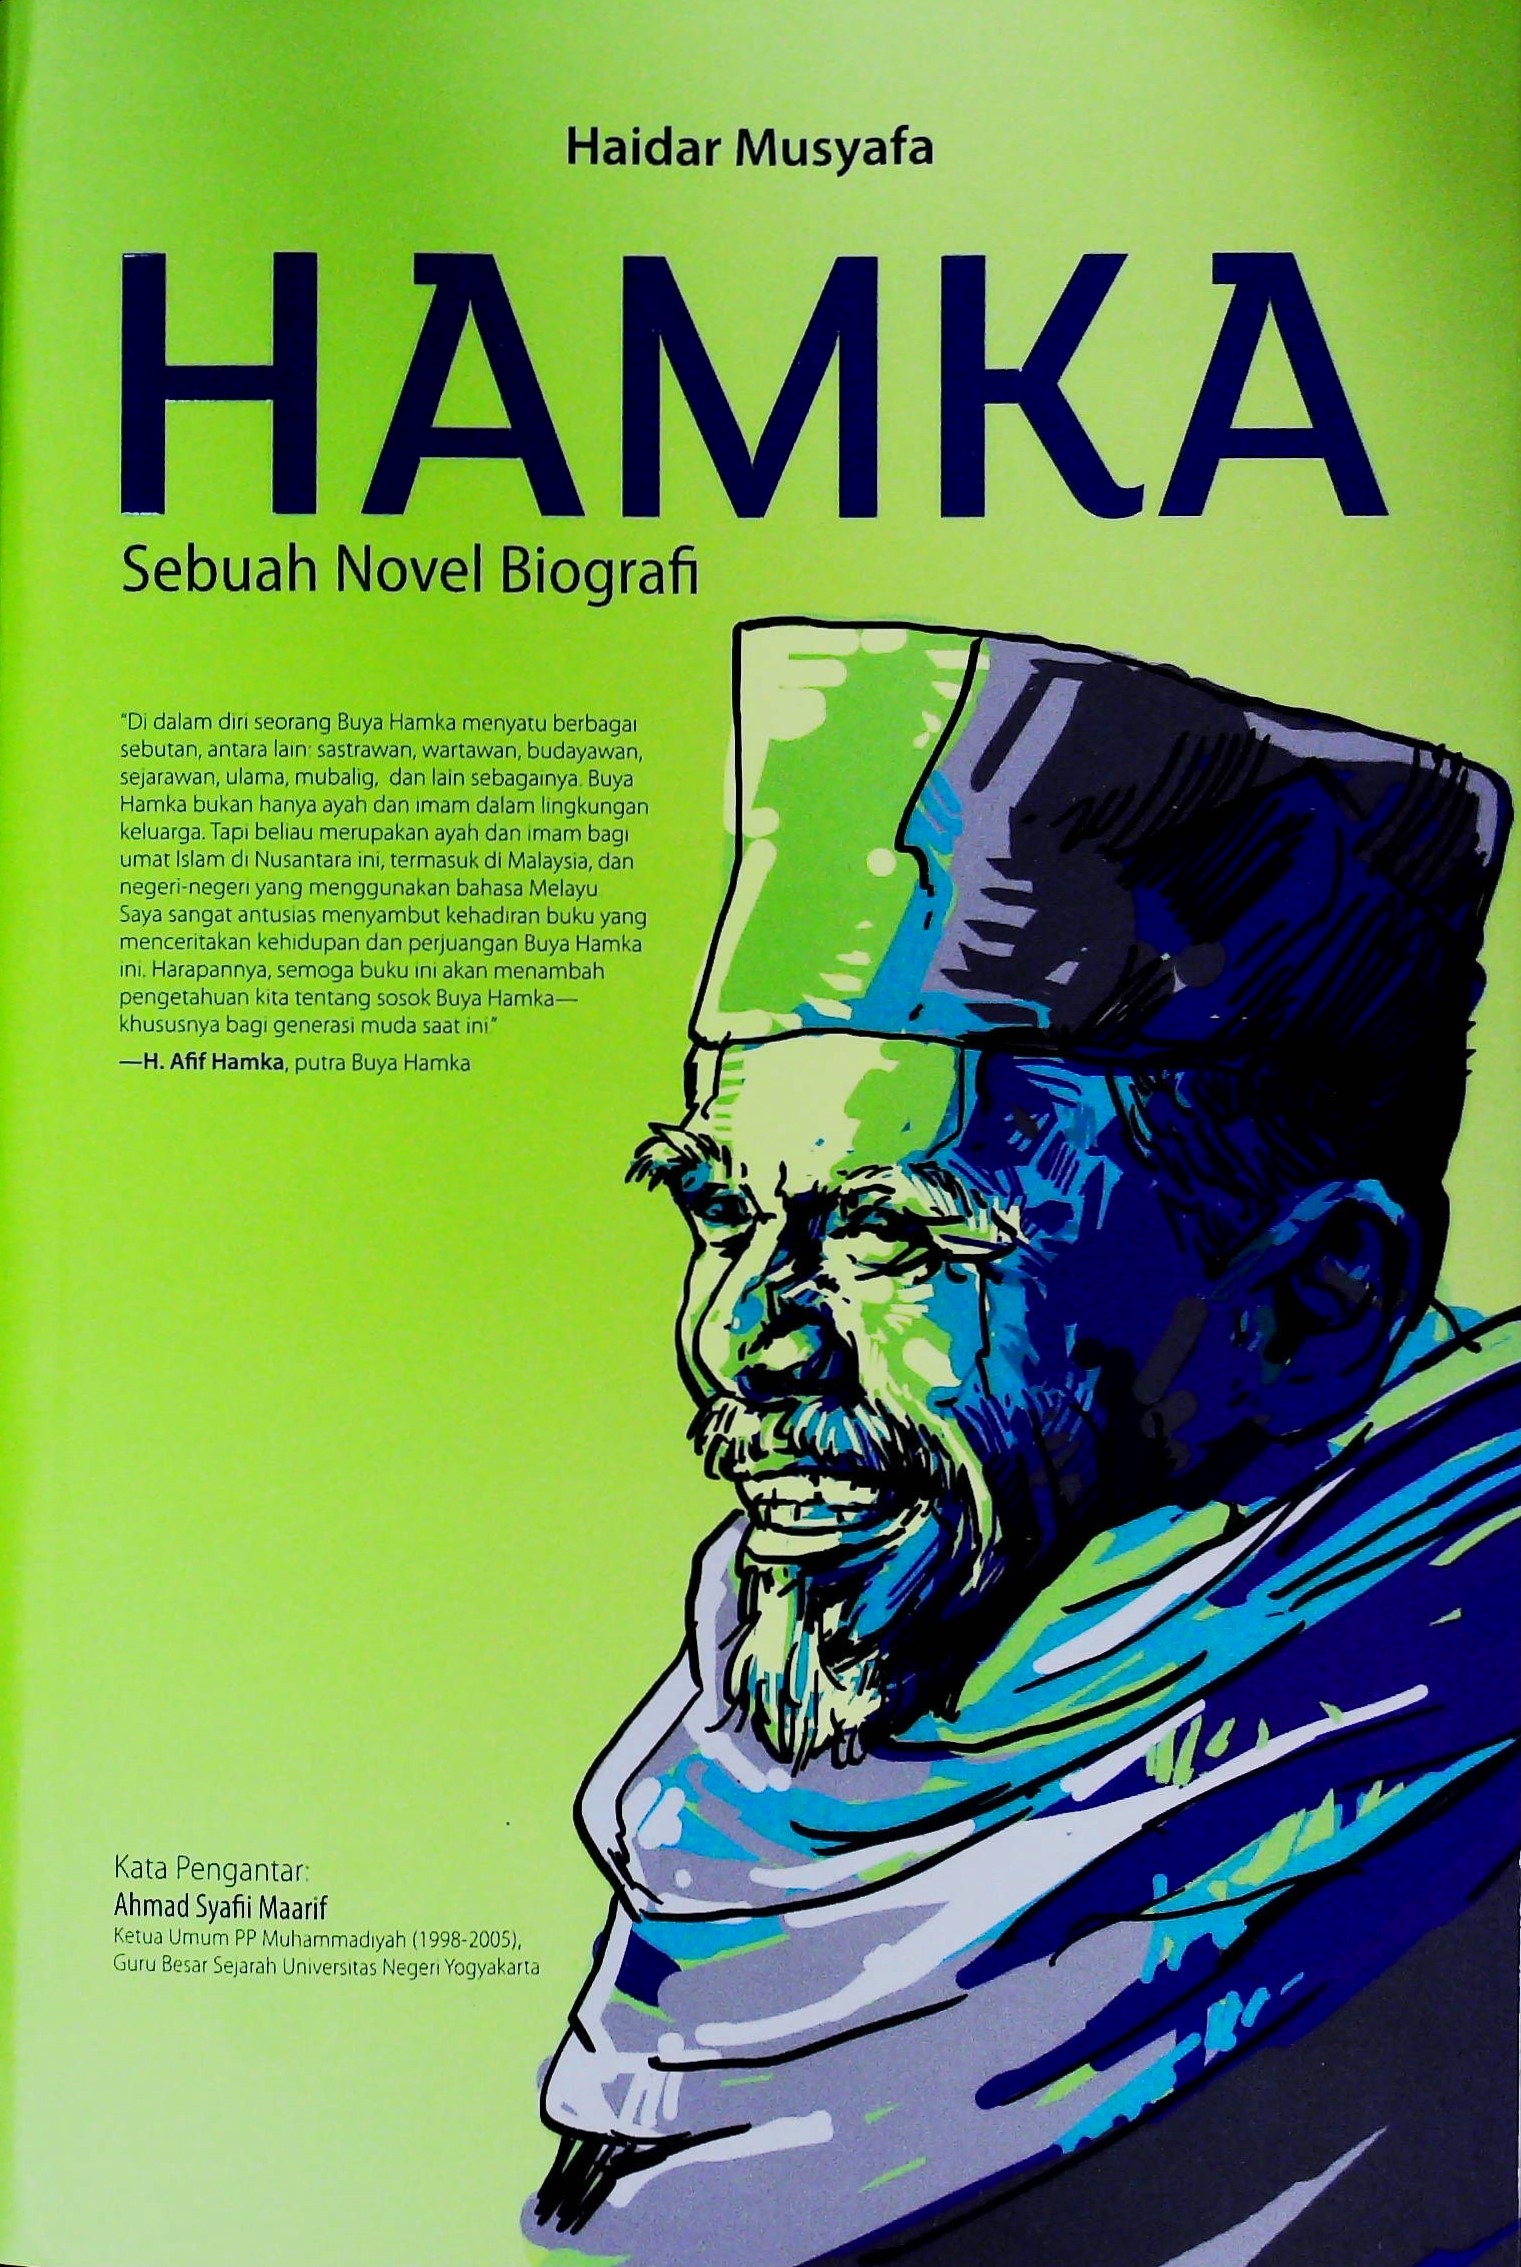 Haidar Musyafa
HAMKA
Sebuah Novel Biografi
"Di dalam diri seorang Buya Hamka menyatu berbagai
sebutan, antara lain: sastrawan, wartawan, budayawan,
sejarawan, ulama, mubalig, dan lain sebagainya. Buya
Hamka bukan hanya ayah dan imam dalam lingkungan
keluarga. Tapi beliau merupakan ayah dan imam bagi
umat Islam di Nusantara ini, termasuk di Malaysia, dan
negeri-negeri yang menggunakan bahasa Melayu
Saya sangat antusias menyambut kehadiran buku yang
menceritakan kehidupan dan perjuangan Buya Hamka
ini. Harapannya, semoga buku ini akan menambah
pengetahuan kita tentang sosok Buya Hamka—
khususnya bagi generasi muda saat ini."
—H. Afif Hamka, putra Buya Hamka
Kata Pengantar:
Ahmad Syafii Maarif
Ketua Umum PP Muhammadiyah (1998-2005),
Guru Besar Sejarah Universitas Negeri Yogyakarta